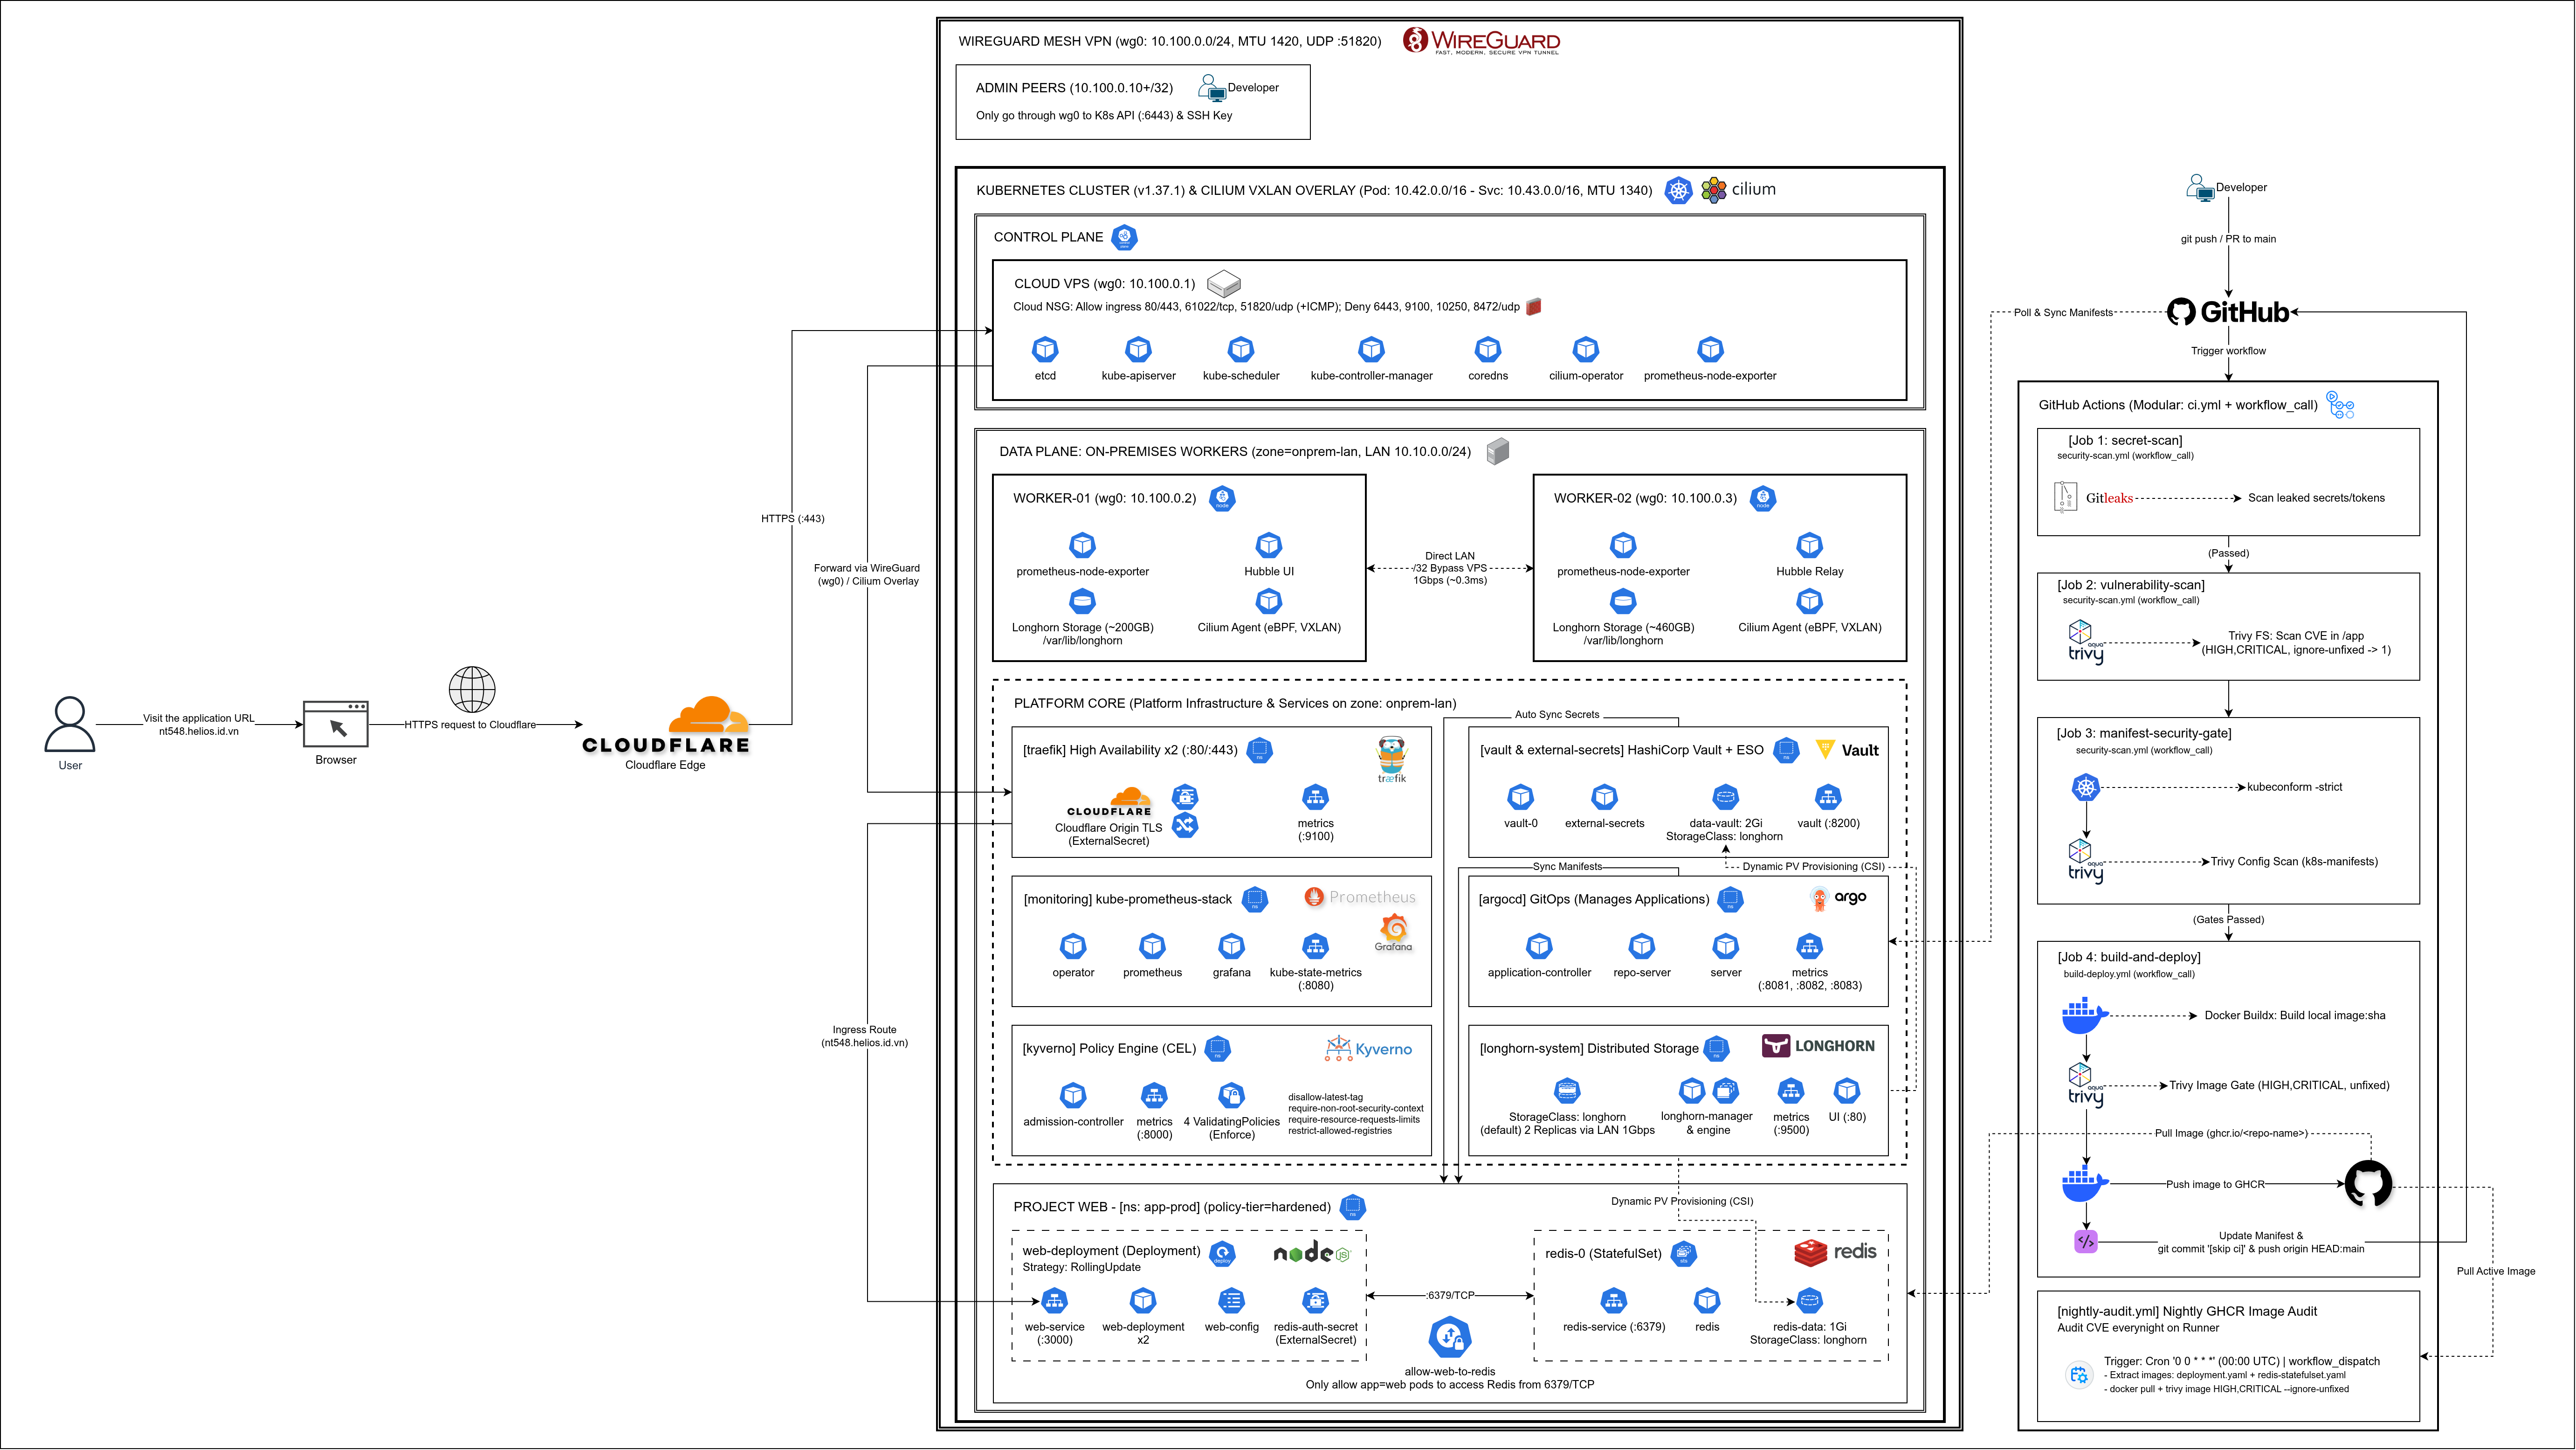 WIREGUARD MESH VPN (wg0: 10.100.0.0/24, MTU 1420, UDP :51820)
WIREGUARD
FAST, MODERN, SECURE VPN TUNNEL
ADMIN PEERS (10.100.0.10+/32)
Developer
Only go through wg0 to K8s API (:6443) & SSH Key
KUBERNETES CLUSTER (v1.37.1) & CILIUM VXLAN OVERLAY (Pod: 10.42.0.0/16 - Svc: 10.43.0.0/16, MTU 1340)
cilium
CONTROL PLANE
CLOUD VPS (wg0: 10.100.0.1)
Cloud NSG: Allow ingress 80/443, 61022/tcp, 51820/udp (+ICMP); Deny 6443, 9100, 10250, 8472/udp
etcd
kube-apiserver
kube-scheduler
kube-controller-manager
coredns
cilium-operator
prometheus-node-exporter
DATA PLANE: ON-PREMISES WORKERS (zone=onprem-lan, LAN 10.10.0.0/24)
WORKER-01 (wg0: 10.100.0.2)
node
prometheus-node-exporter
Hubble UI
Longhorn Storage (~200GB)
/var/lib/longhorn
Cilium Agent (eBPF, VXLAN)
Direct LAN
/32 Bypass VPS
1Gbps (~0.3ms)
WORKER-02 (wg0: 10.100.0.3)
node
prometheus-node-exporter
Hubble Relay
Longhorn Storage (~460GB)
/var/lib/longhorn
Cilium Agent (eBPF, VXLAN)
HTTPS (:443)
Forward via WireGuard
(wg0) / Cilium Overlay
User
Visit the application URL
nt548.helios.id.vn
Browser
HTTPS request to Cloudflare
CLOUDFLARE
Cloudflare Edge
Ingress Route
(nt548.helios.id.vn)
PLATFORM CORE (Platform Infrastructure & Services on zone: onprem-lan)
Auto Sync Secrets
[traefik] High Availability x2 (:80/:443)
ns
træfik
CLOUDFLARE
Cloudflare Origin TLS
(ExternalSecret)
metrics
(:9100)
[vault & external-secrets] HashiCorp Vault + ESO
ns
Vault
vault-0
external-secrets
data-vault: 2Gi
StorageClass: longhorn
vault (:8200)
Sync Manifests
Dynamic PV Provisioning (CSI)
[monitoring] kube-prometheus-stack
ns
Prometheus
Grafana
operator
prometheus
grafana
kube-state-metrics
(:8080)
[argocd] GitOps (Manages Applications)
ns
argo
application-controller
repo-server
server
metrics
(:8081, :8082, :8083)
[kyverno] Policy Engine (CEL)
ns
Kyverno
admission-controller
metrics
(:8000)
4 ValidatingPolicies
(Enforce)
disallow-latest-tag
require-non-root-security-context
require-resource-requests-limits
restrict-allowed-registries
[longhorn-system] Distributed Storage
ns
LONGHORN
StorageClass: longhorn
(default) 2 Replicas via LAN 1Gbps
longhorn-manager
& engine
metrics
(:9500)
UI (:80)
PROJECT WEB - [ns: app-prod] (policy-tier=hardened)
ns
Dynamic PV Provisioning (CSI)
web-deployment (Deployment)
Strategy: RollingUpdate
deploy
node
JS
web-service
(:3000)
web-deployment
x2
web-config
redis-auth-secret
(ExternalSecret)
:6379/TCP
allow-web-to-redis
Only allow app=web pods to access Redis from 6379/TCP
redis-0 (StatefulSet)
sts
redis
redis-service (:6379)
redis
redis-data: 1Gi
StorageClass: longhorn
Developer
git push / PR to main
GitHub
Poll & Sync Manifests
Trigger workflow
GitHub Actions (Modular: ci.yml + workflow_call)
[Job 1: secret-scan]
security-scan.yml (workflow_call)
Gitleaks
Scan leaked secrets/tokens
(Passed)
[Job 2: vulnerability-scan]
security-scan.yml (workflow_call)
aqua
trivy
Trivy FS: Scan CVE in /app
(HIGH,CRITICAL, ignore-unfixed -> 1)
[Job 3: manifest-security-gate]
security-scan.yml (workflow_call)
kubeconform -strict
aqua
trivy
Trivy Config Scan (k8s-manifests)
(Gates Passed)
[Job 4: build-and-deploy]
build-deploy.yml (workflow_call)
Docker Buildx: Build local image:sha
aqua
trivy
Trivy Image Gate (HIGH,CRITICAL, unfixed)
Pull Image (ghcr.io/<repo-name>)
Push image to GHCR
Update Manifest &
git commit '[skip ci]' & push origin HEAD:main
Pull Active Image
[nightly-audit.yml] Nightly GHCR Image Audit
Audit CVE everynight on Runner
Trigger: Cron '0 0 * * *' (00:00 UTC) | workflow_dispatch
- Extract images: deployment.yaml + redis-statefulset.yaml
- docker pull + trivy image HIGH,CRITICAL --ignore-unfixed